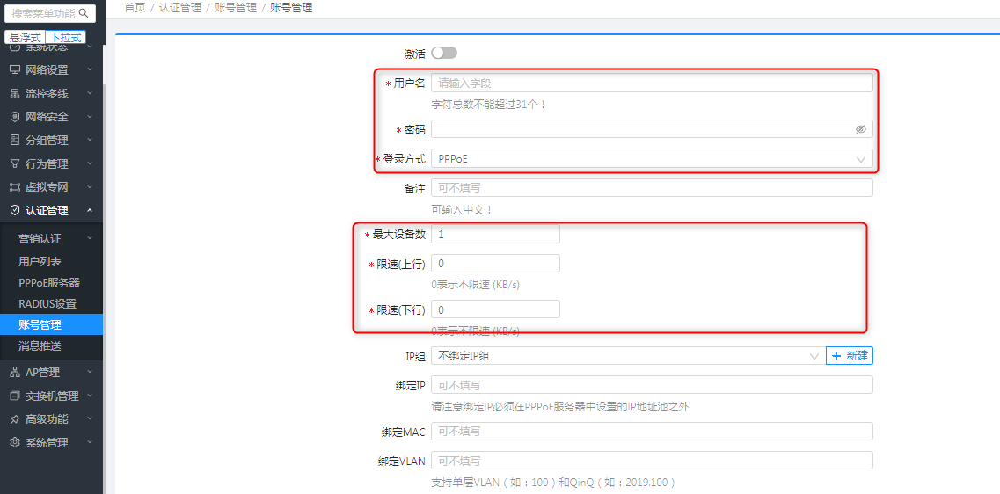 搜索菜单功能
悬浮式 下拉式
系统状态
网络设置
流控多线
网络安全
分组管理
行为管理
虚拟专网
认证管理
营销认证
用户列表
PPPoE服务器
RADIUS设置
账号管理
消息推送
AP管理
交换机管理
高级功能
系统管理
首页 / 认证管理 / 账号管理 / 账号管理
激活
* 用户名 请输入字段
字符总数不能超过31个！
* 密码
* 登录方式 PPPoE
备注 可不填写
可输入中文！
* 最大设备数 1
* 限速(上行) 0
0表示不限速 (KB/s)
* 限速(下行) 0
0表示不限速 (KB/s)
IP组 不绑定IP组 + 新建
绑定IP 可不填写
请注意绑定IP必须在PPPoE服务器中设置的IP地址池之外
绑定MAC 可不填写
绑定VLAN 可不填写
支持单层VLAN（如：100）和QinQ（如：2019.100）